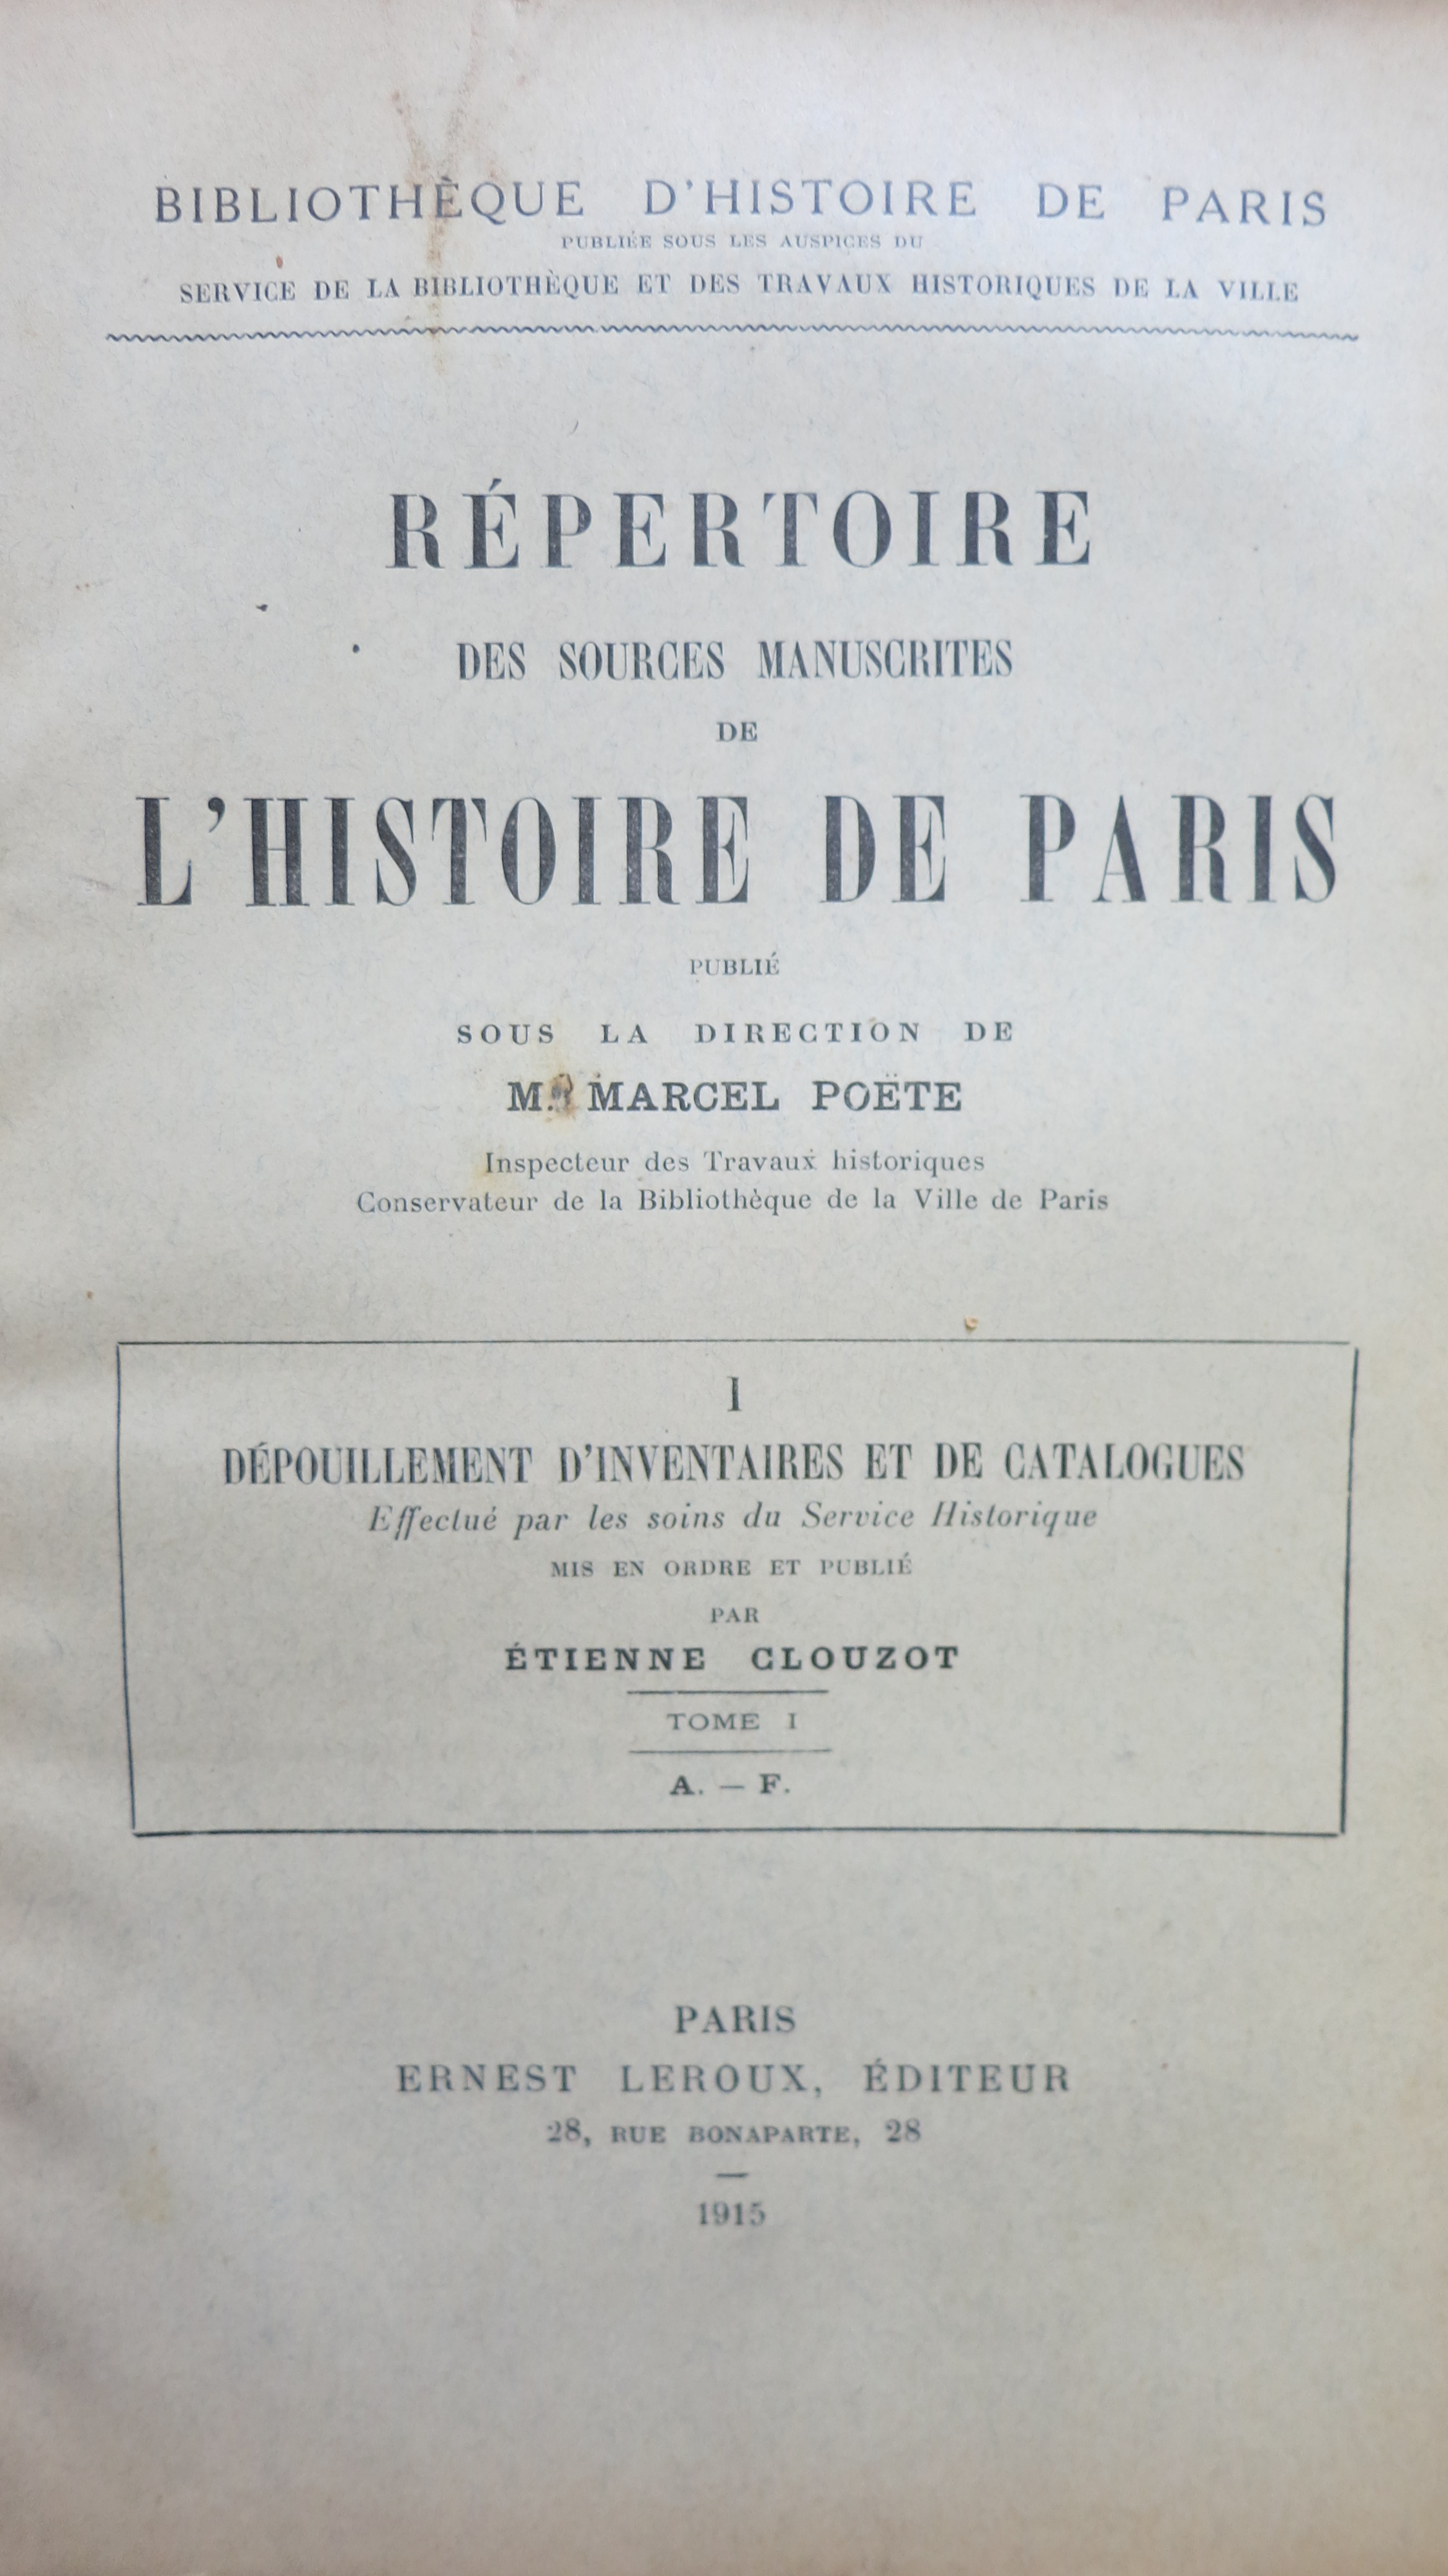 BIBLIOTHÈQUE D'HISTOIRE DE PARIS
PUBLIÉE SOUS LES AUSPICES DU
SERVICE DE LA BIBLIOTHÈQUE ET DES TRAVAUX HISTORIQUES DE LA VILLE
RÉPERTOIRE
DES SOURCES MANUSCRITES
DE
L'HISTOIRE DE PARIS
PUBLIÉ
SOUS LA DIRECTION DE
M. MARCEL POËTE
Inspecteur des Travaux historiques
Conservateur de la Bibliothèque de la Ville de Paris
I
DÉPOUILLEMENT D'INVENTAIRES ET DE CATALOGUES
Effectué par les soins du Service Historique
MIS EN ORDRE ET PUBLIÉ
PAR
ÉTIENNE CLOUZOT
TOME I
A. — F.
PARIS
ERNEST LEROUX, ÉDITEUR
28, RUE BONAPARTE, 28
1915